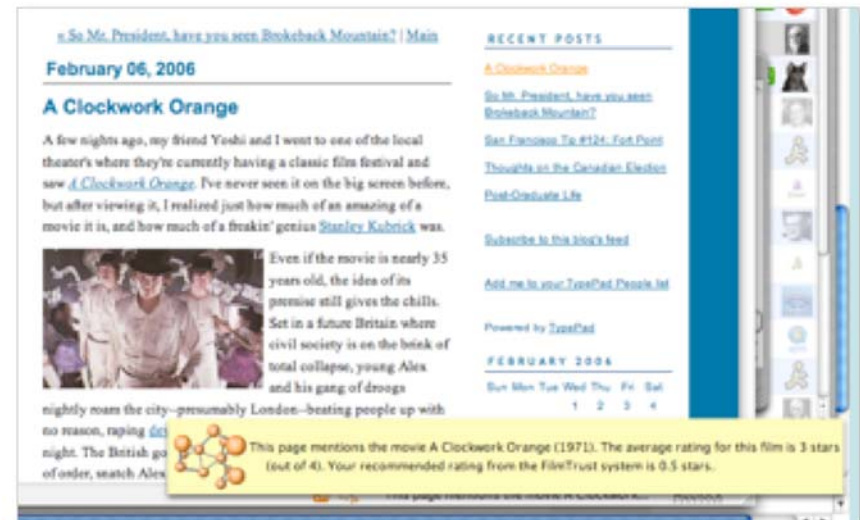 « So Mr. President, have you seen Brokeback Mountain? | Main
February 06, 2006
A Clockwork Orange
A few nights ago, my friend Yoshi and I went to one of the local
theater's where they're currently having a classic film festival and
saw A Clockwork Orange. I've never seen it on the big screen before,
but after viewing it, I realized just how much of an amazing of a
movie it is, and how much of a freakin' genius Stanley Kubrick was.
Even if the movie is nearly 35
years old, the idea of its
premise still gives the chills.
Set in a future Britain where
civil society is on the brink of
total collapse, young Alex
and his gang of droogs
nightly roam the city--presumably London--beating people up with
no reason, raping
night. The British
of order, snatch Alex
RECENT POSTS
A Clockwork Orange
So Mr. President, have you seen
Brokeback Mountain?
San Francisco Tip #124: Fort Point
Thoughts on the Canadian Election
Post-Graduate Life
Subscribe to this blog's feed
Add me to your TypePad People list
Powered by TypePad
FEBRUARY 2006
Sun Mon Tue Wed Thu Fri Sat
1 2 3 4
This page mentions the movie A Clockwork Orange (1971). The average rating for this film is 3 stars
(out of 4). Your recommended rating from the FilmTrust system is 0.5 stars.
This page mentions the movie A Clockwork...